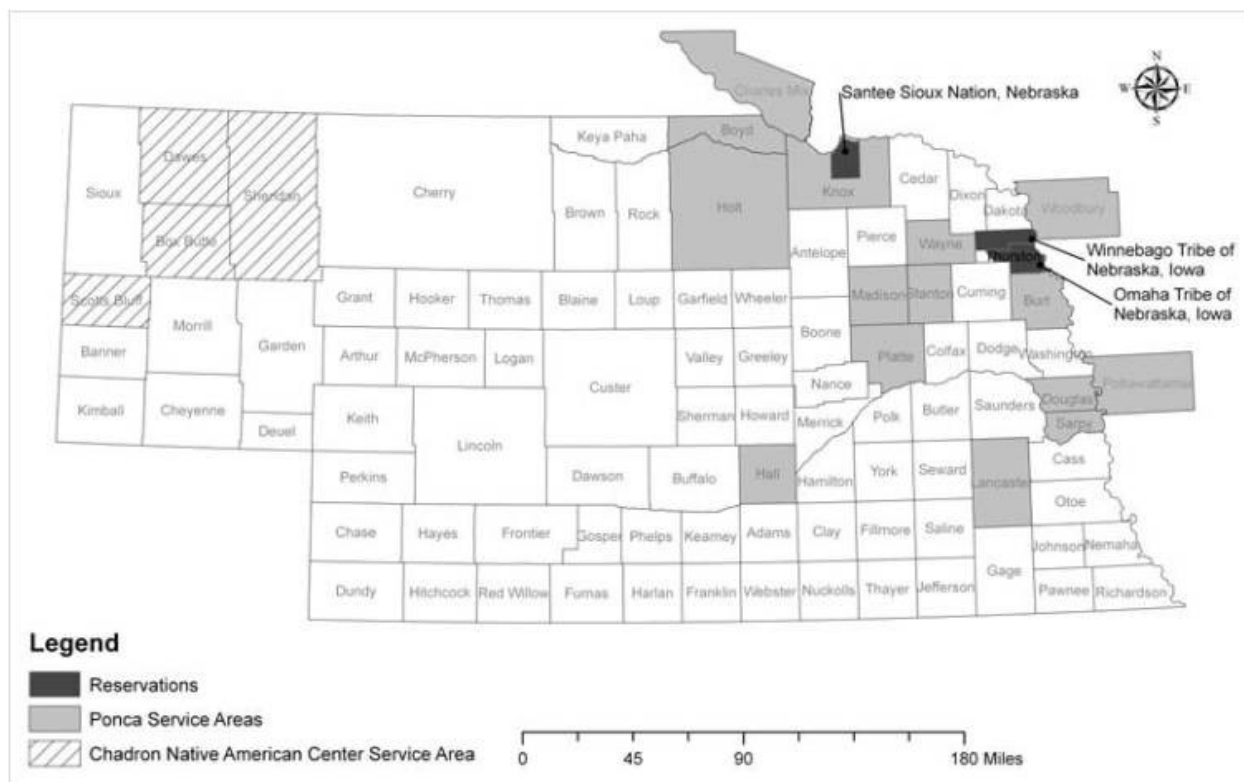 N
W E
S
Charles Mix
Santee Sioux Nation, Nebraska
Keya Paha
Boyd
Dawes
Sheridan
Sioux
Cherry
Brown
Rock
Holt
Knox
Cedar
Dixon
Dakota
Woodbury
Box Butte
Antelope
Pierce
Wayne
Thurston
Winnebago Tribe of
Nebraska, Iowa
Omaha Tribe of
Nebraska, Iowa
Scotts Bluff
Morrill
Garden
Grant
Hooker
Thomas
Blaine
Loup
Garfield
Wheeler
Madison
Stanton
Cuming
Burt
Banner
Arthur
McPherson
Logan
Custer
Valley
Greeley
Boone
Platte
Colfax
Dodge
Washington
Pottawattamie
Kimball
Cheyenne
Deuel
Keith
Lincoln
Sherman
Howard
Nance
Merrick
Polk
Butler
Saunders
Douglas
Sarpy
Perkins
Dawson
Buffalo
Hall
Hamilton
York
Seward
Lancaster
Cass
Otoe
Chase
Hayes
Frontier
Gosper
Phelps
Kearney
Adams
Clay
Fillmore
Saline
Gage
Johnson
Nemaha
Dundy
Hitchcock
Red Willow
Furnas
Harlan
Franklin
Webster
Nuckolls
Thayer
Jefferson
Pawnee
Richardson
Legend
Reservations
Ponca Service Areas
Chadron Native American Center Service Area
0 45 90 180 Miles